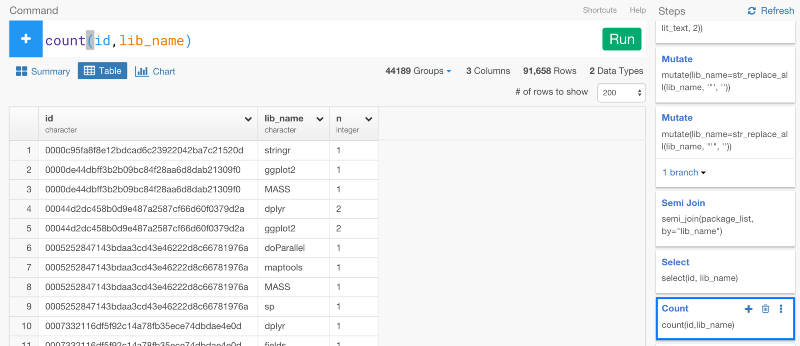 Command
Shortcuts Help
+ count(id,lib_name)
Run
Summary Table Chart
44189 Groups 3 Columns 91,658 Rows 2 Data Types
# of rows to show 200
id lib_name n
character character integer
1 0000c95fa8f8e12bdcad6c23922042ba7c21520d stringr 1
2 0000de44dbff3b2b09bc84f28aa6d8dab21309f0 ggplot2 1
3 0000de44dbff3b2b09bc84f28aa6d8dab21309f0 MASS 1
4 00044d2dc458b0d9e487a2587cf66d60f0379d2a dplyr 2
5 00044d2dc458b0d9e487a2587cf66d60f0379d2a ggplot2 2
6 0005252847143bdaa3cd43e46222d8c66781976a doParallel 1
7 0005252847143bdaa3cd43e46222d8c66781976a maptools 1
8 0005252847143bdaa3cd43e46222d8c66781976a MASS 1
9 0005252847143bdaa3cd43e46222d8c66781976a sp 1
10 0007332116df5f92c14a78fb35ece74dbdae4e0d dplyr 1
11 0007332116df5f92c14a78fb35ece74dbdae4e0d fields 1
Steps Refresh
lit_text, 2))
Mutate
mutate(lib_name=str_replace_al
l(lib_name, '"', ''))
Mutate
mutate(lib_name=str_replace_al
l(lib_name, "'", ''))
1 branch
Semi Join
semi_join(package_list,
by="lib_name")
Select
select(id, lib_name)
Count
count(id,lib_name)